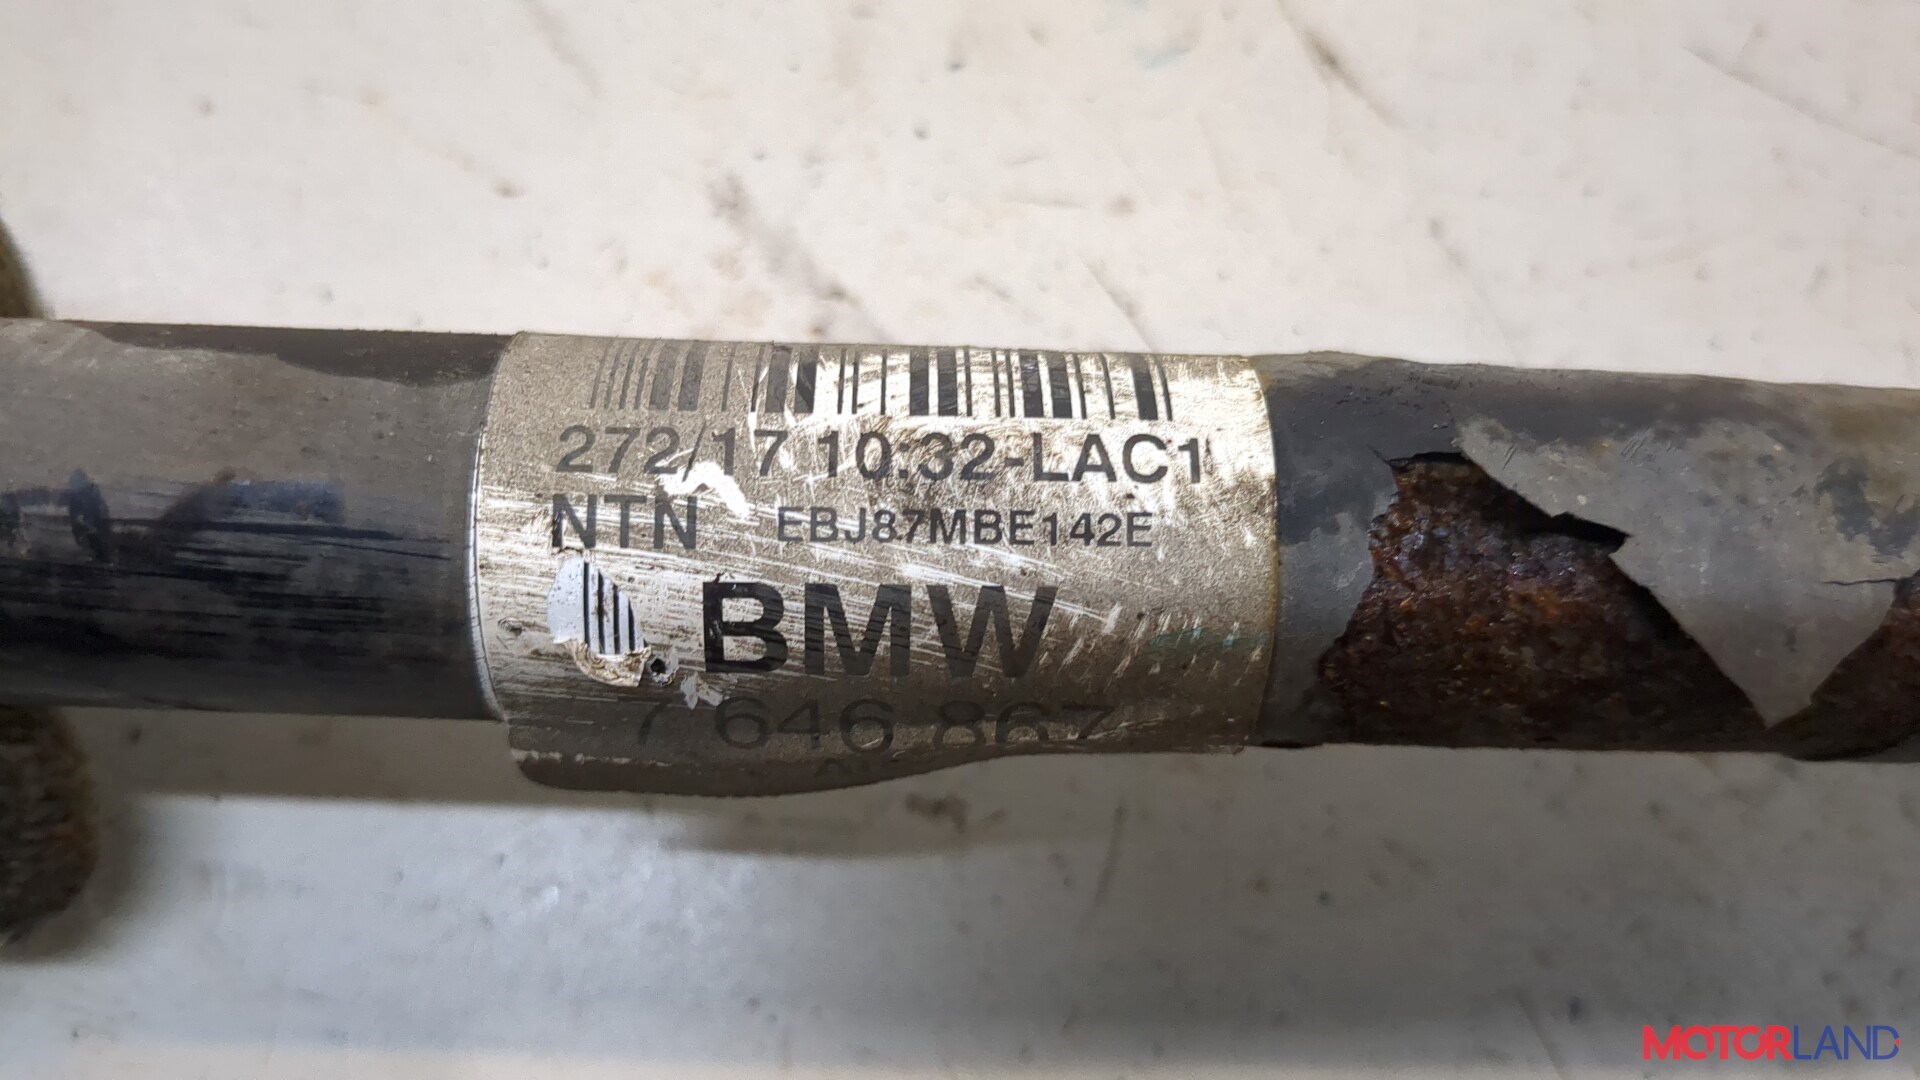 272/17 10:32-LAC1
NTN EBJ87MBE142E
BMW
7 646 867
MOTORLAND